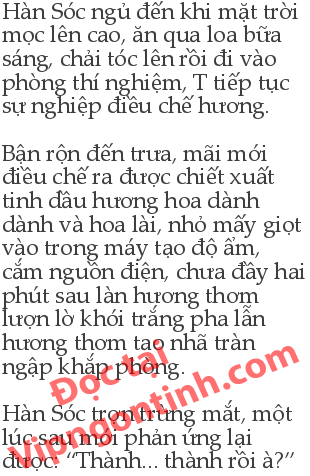 Hàn Sóc ngủ đến khi mặt trời
mọc lên cao, ăn qua loa bữa
sáng, chải tóc lên rồi đi vào
phòng thí nghiệm, T tiếp tục
sự nghiệp điều chế hương.
Bận rộn đến trưa, mãi mới
điều chế ra được chiết xuất
tinh dầu hương hoa dành
dành và hoa lài, nhỏ mấy giọt
vào trong máy tạo độ ẩm,
cắm nguồn điện, chưa đầy hai
phút sau làn hương thơm
lượn lờ khói trắng pha lẫn
hương thơm tao nhã tràn
ngập khắp phòng.
Hàn Sóc trợn trừng mắt, một
lúc sau mới phản ứng lại
được: “Thành... thành rồi à?”
Đọc tại
Vipngontinh.com